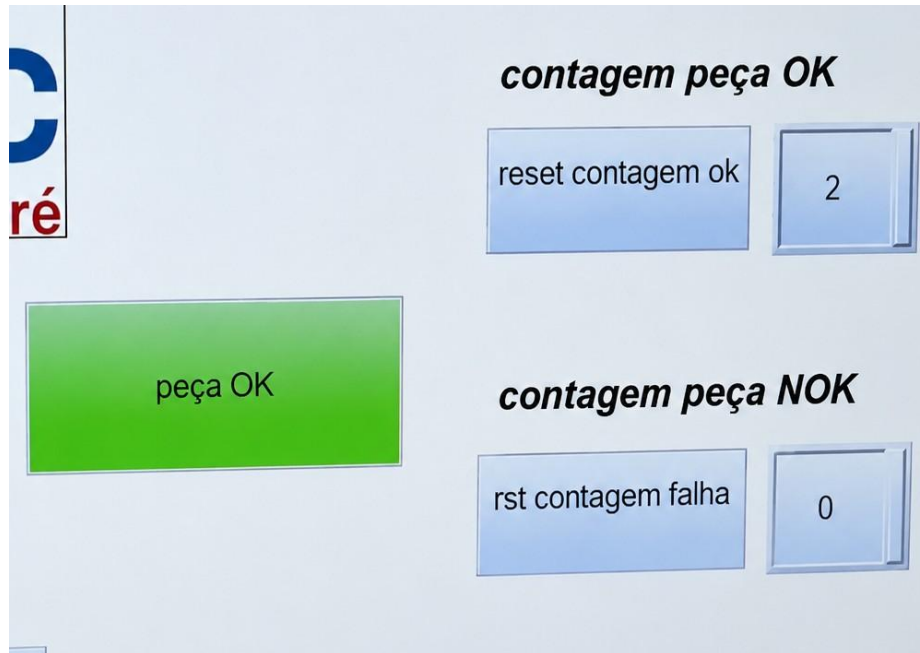 C
ré
contagem peça OK
reset contagem ok
2
peça OK
contagem peça NOK
rst contagem falha
0